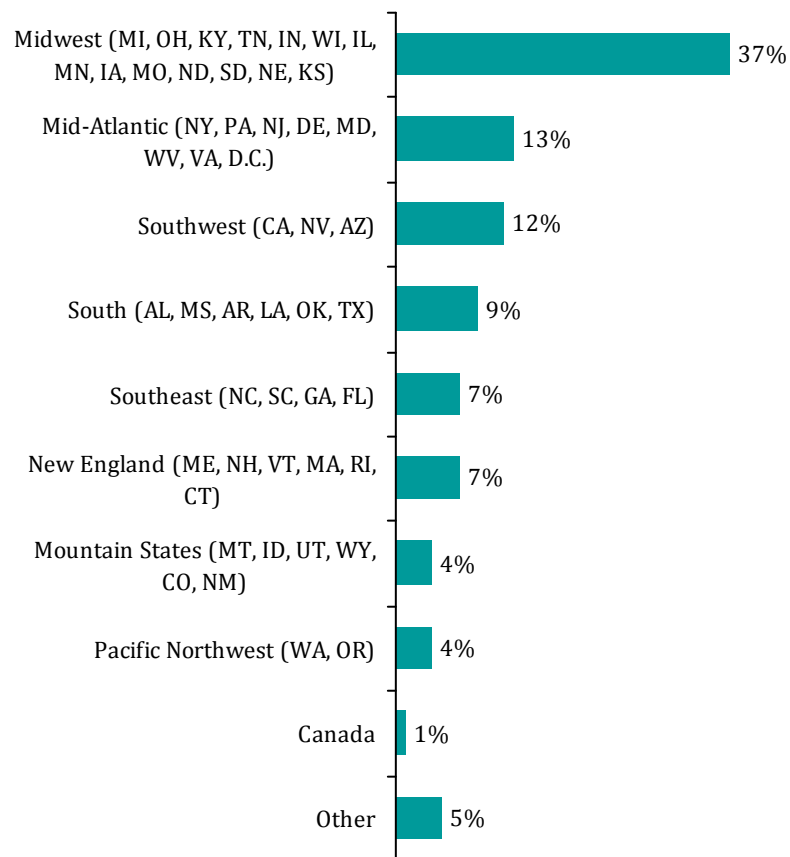 Midwest (MI, OH, KY, TN, IN, WI, IL,
MN, IA, MO, ND, SD, NE, KS)
37%
Mid-Atlantic (NY, PA, NJ, DE, MD,
WV, VA, D.C.)
13%
Southwest (CA, NV, AZ)
12%
South (AL, MS, AR, LA, OK, TX)
9%
Southeast (NC, SC, GA, FL)
7%
New England (ME, NH, VT, MA, RI,
CT)
7%
Mountain States (MT, ID, UT, WY,
CO, NM)
4%
Pacific Northwest (WA, OR)
4%
Canada
1%
Other
5%